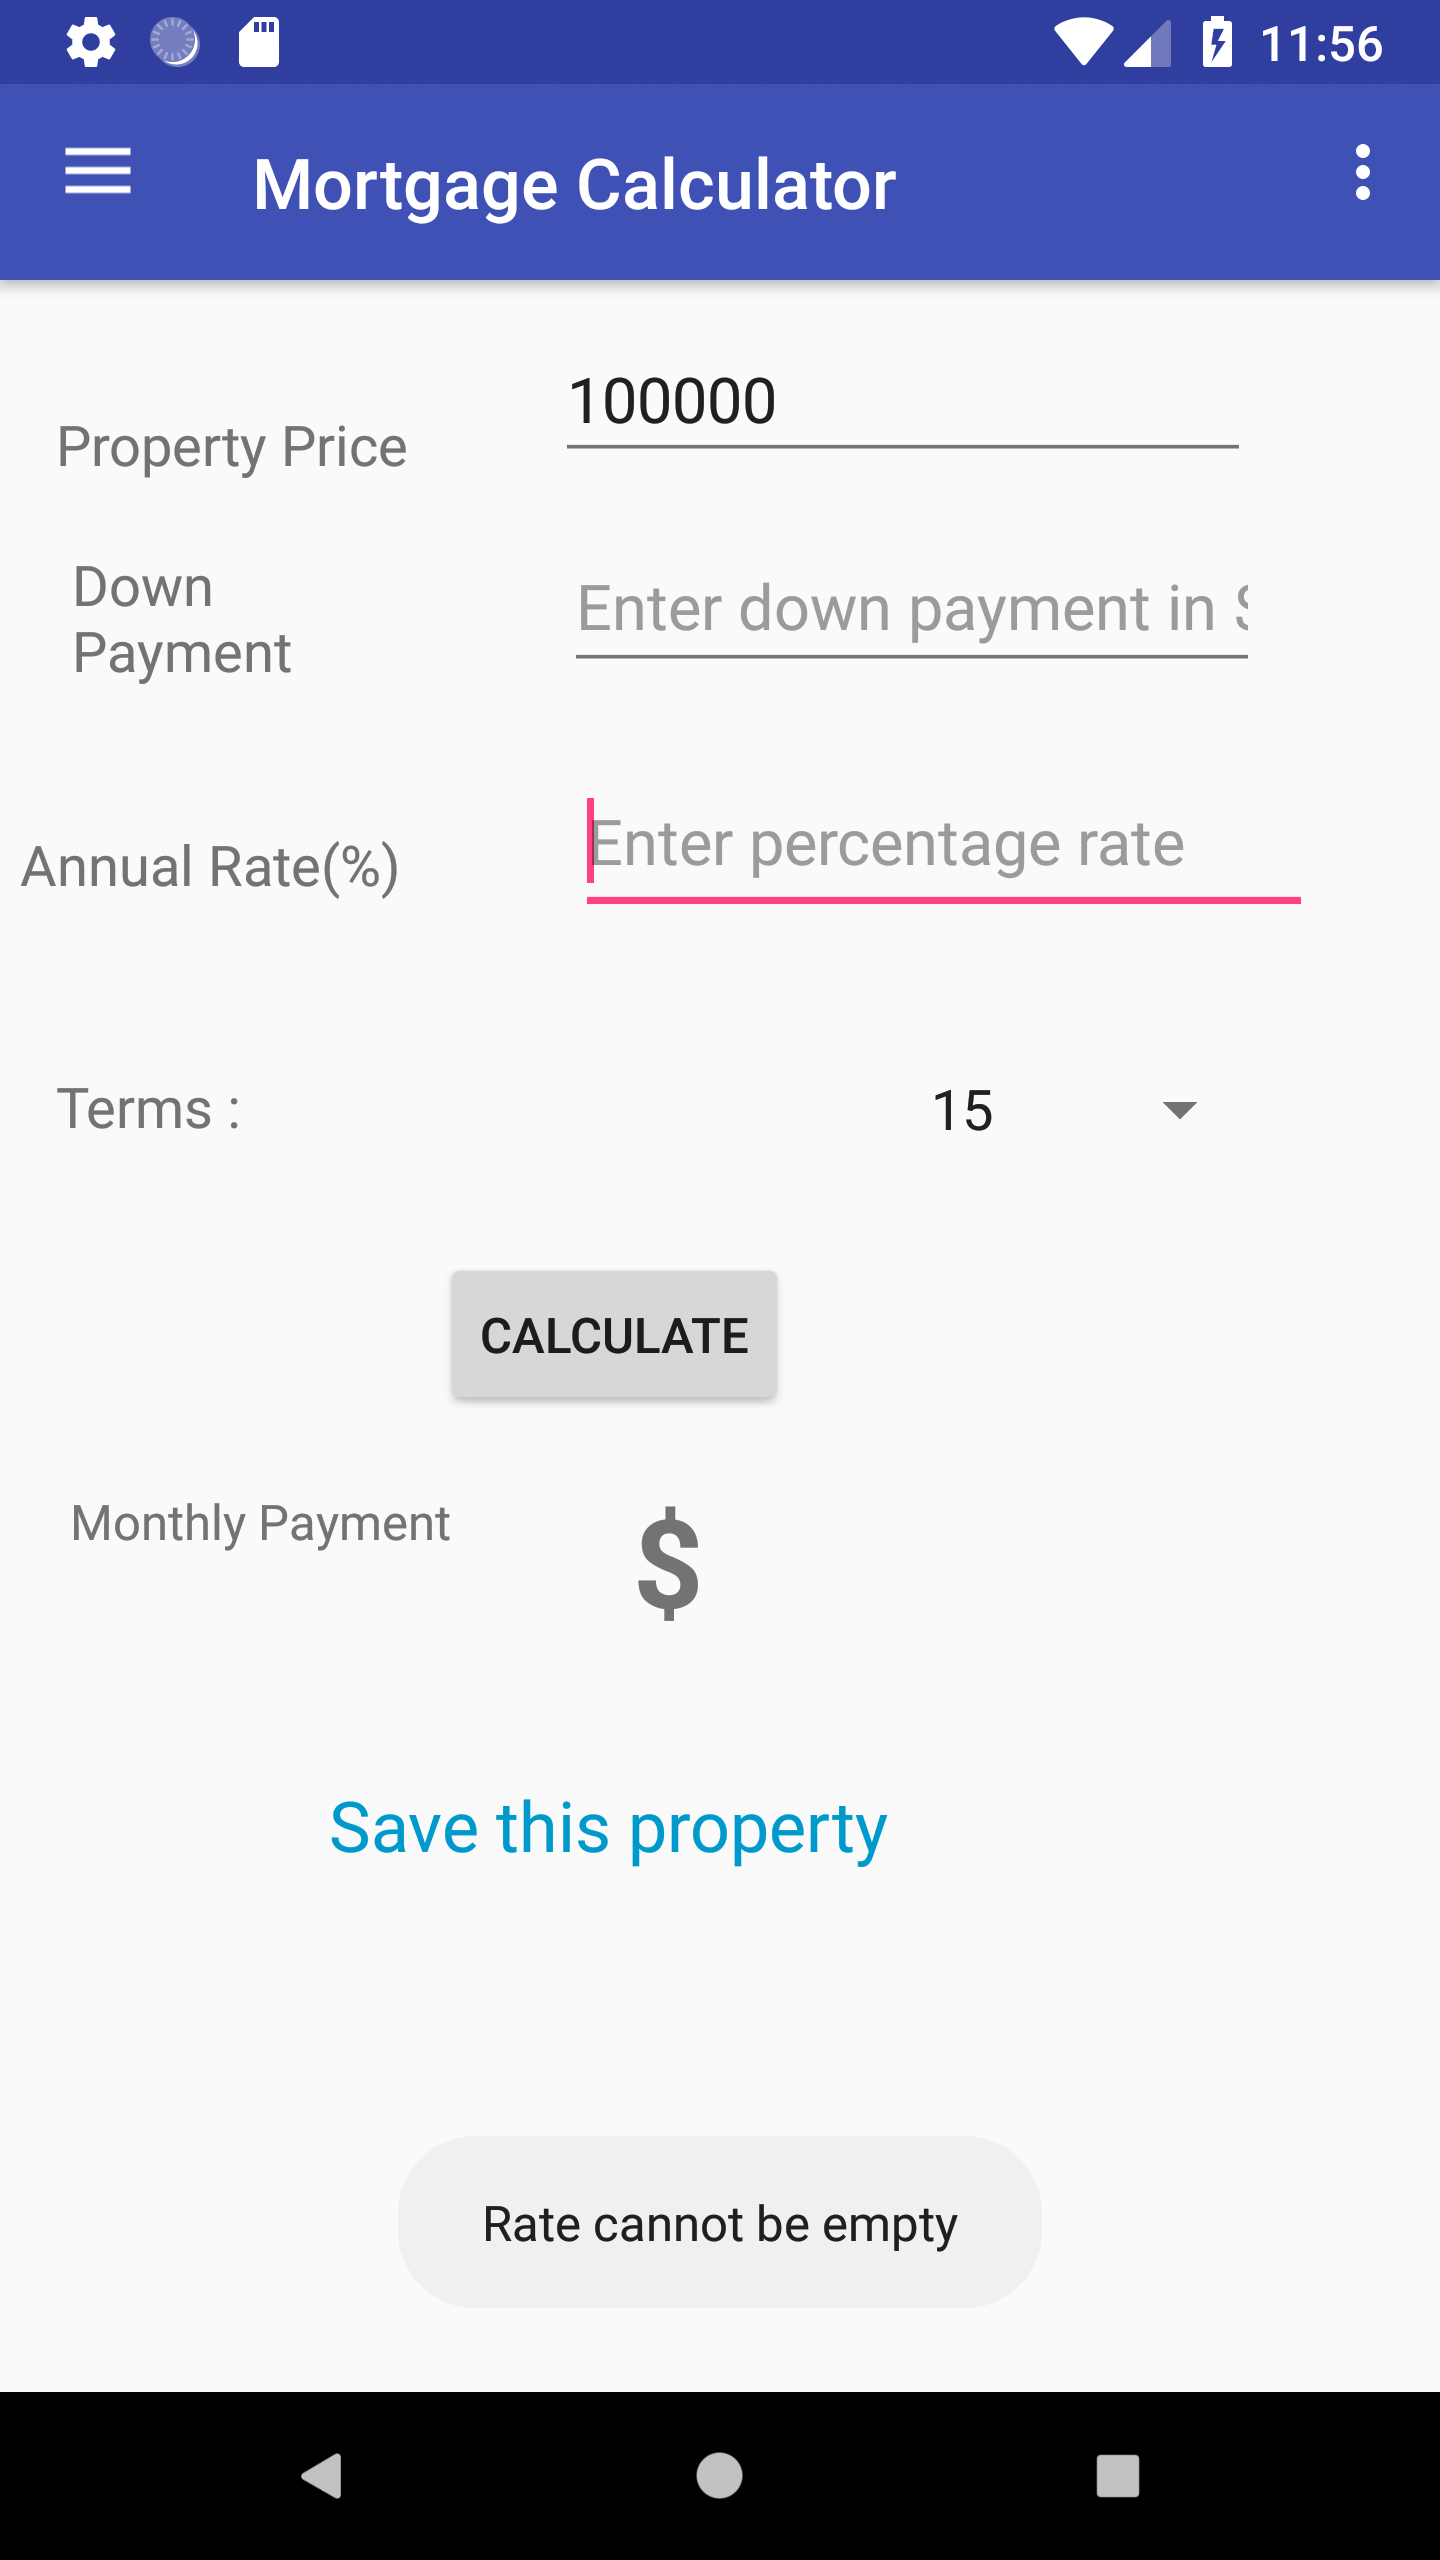 11:56
Mortgage Calculator
Property Price
100000
Down
Payment
Enter down payment in $
Annual Rate(%)
Enter percentage rate
Terms :
15
CALCULATE
Monthly Payment
$
Save this property
Rate cannot be empty